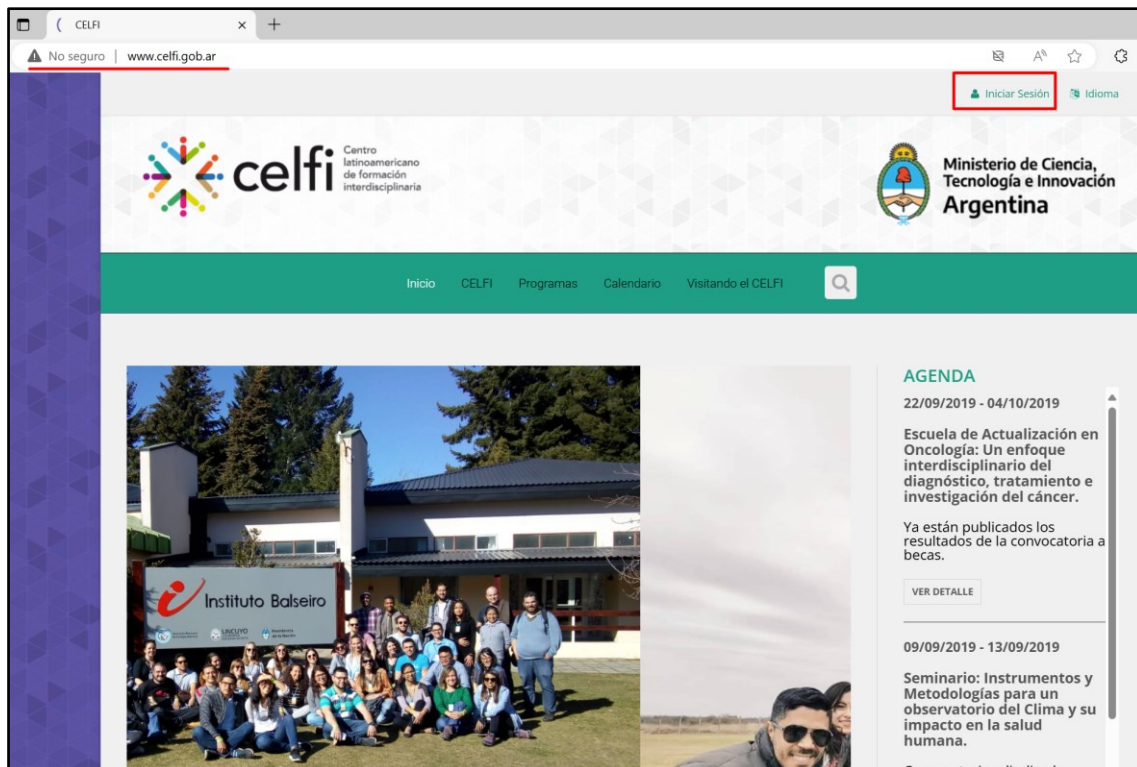 CELFI
No seguro | www.celfi.gob.ar
Iniciar Sesión Idioma
celfi
Centro
latinoamericano
de formación
interdisciplinaria
Ministerio de Ciencia,
Tecnología e Innovación
Argentina
Inicio CELFI Programas Calendario Visitando el CELFI
AGENDA
22/09/2019 - 04/10/2019
Escuela de Actualización en
Oncología: Un enfoque
interdisciplinario del
diagnóstico, tratamiento e
investigación del cáncer.
Ya están publicados los
resultados de la convocatoria a
becas.
VER DETALLE
09/09/2019 - 13/09/2019
Seminario: Instrumentos y
Metodologías para un
observatorio del Clima y su
impacto en la salud
humana.
Instituto Balseiro
UNCUYO